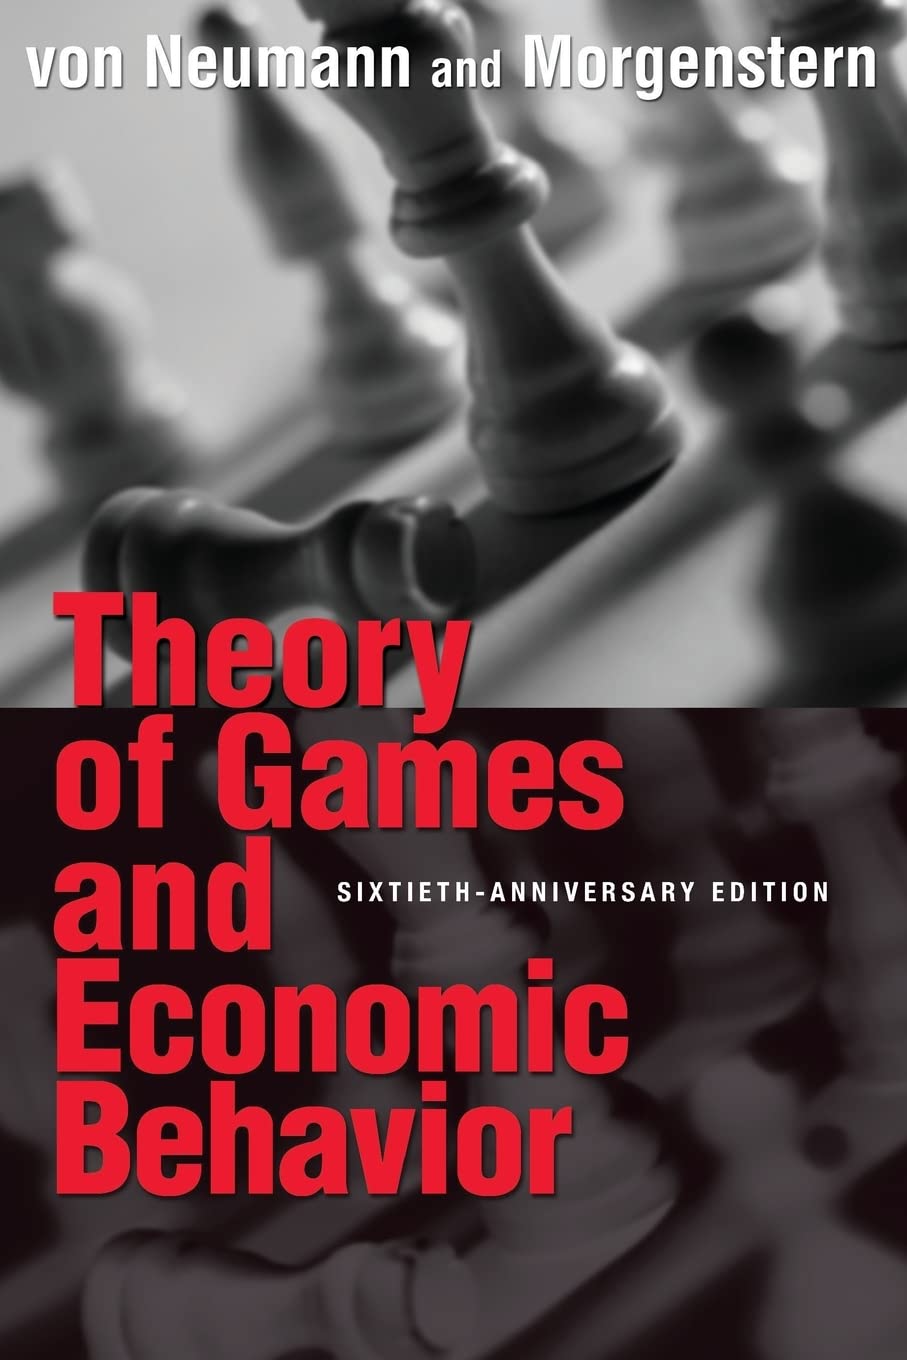 von Neumann and Morgenstern
Theory
of Games
and
SIXTIETH-ANNIVERSARY EDITION
Economic
Behavior